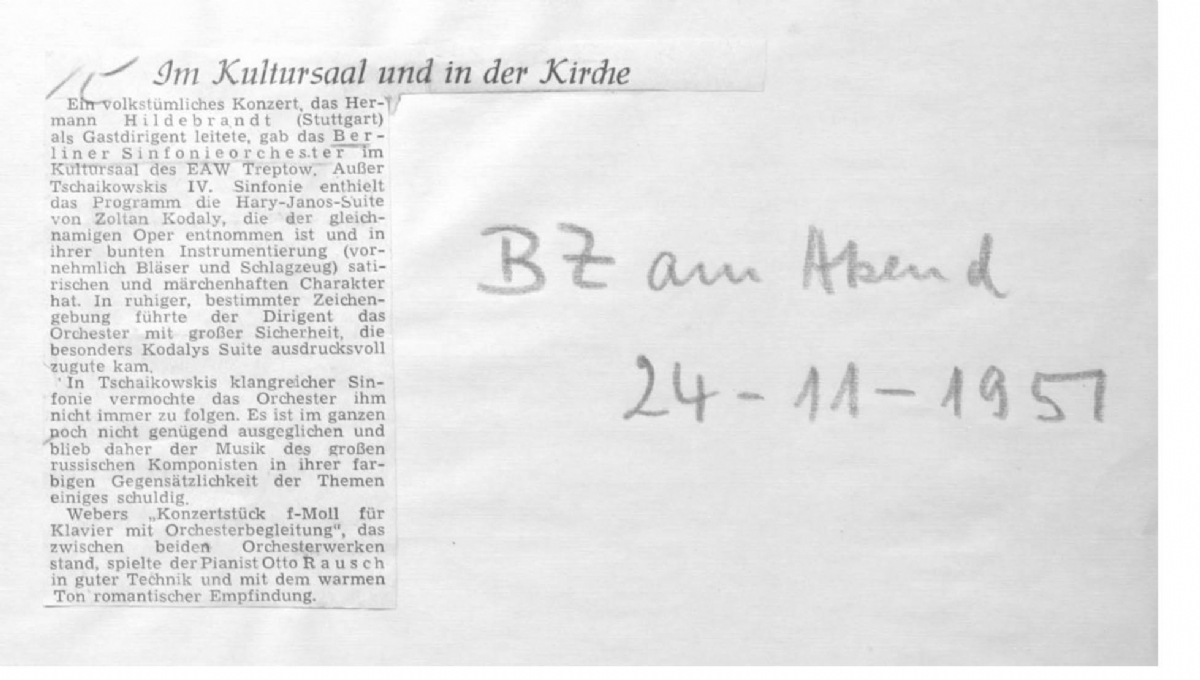 Im Kultursaal und in der Kirche
Ein volkstümliches Konzert, das Her-
mann Hildebrandt (Stuttgart)
als Gastdirigent leitete, gab das Ber-
liner Sinfonieorchester im
Kultursaal des EAW Treptow. Außer
Tschaikowskis IV. Sinfonie enthielt
das Programm die Hary-Janos-Suite
von Zoltan Kodaly, die der gleich-
namigen Oper entnommen ist und in
ihrer bunten Instrumentierung (vor-
nehmlich Bläser und Schlagzeug) sati-
rischen und märchenhaften Charakter
hat. In ruhiger, bestimmter Zeichen-
gebung führte der Dirigent das
Orchester mit großer Sicherheit, die
besonders Kodalys Suite ausdrucksvoll
zugute kam.
In Tschaikowskis klangreicher Sin-
fonie vermochte das Orchester ihm
nicht immer zu folgen. Es ist im ganzen
noch nicht genügend ausgeglichen und
blieb daher der Musik des großen
russischen Komponisten in ihrer far-
bigen Gegensätzlichkeit der Themen
einiges schuldig.
Webers „Konzertstück f-Moll für
Klavier mit Orchesterbegleitung", das
zwischen beiden Orchesterwerken
stand, spielte der Pianist Otto Rausch
in guter Technik und mit dem warmen
Ton romantischer Empfindung.
BZ am Abend
24-11-1951